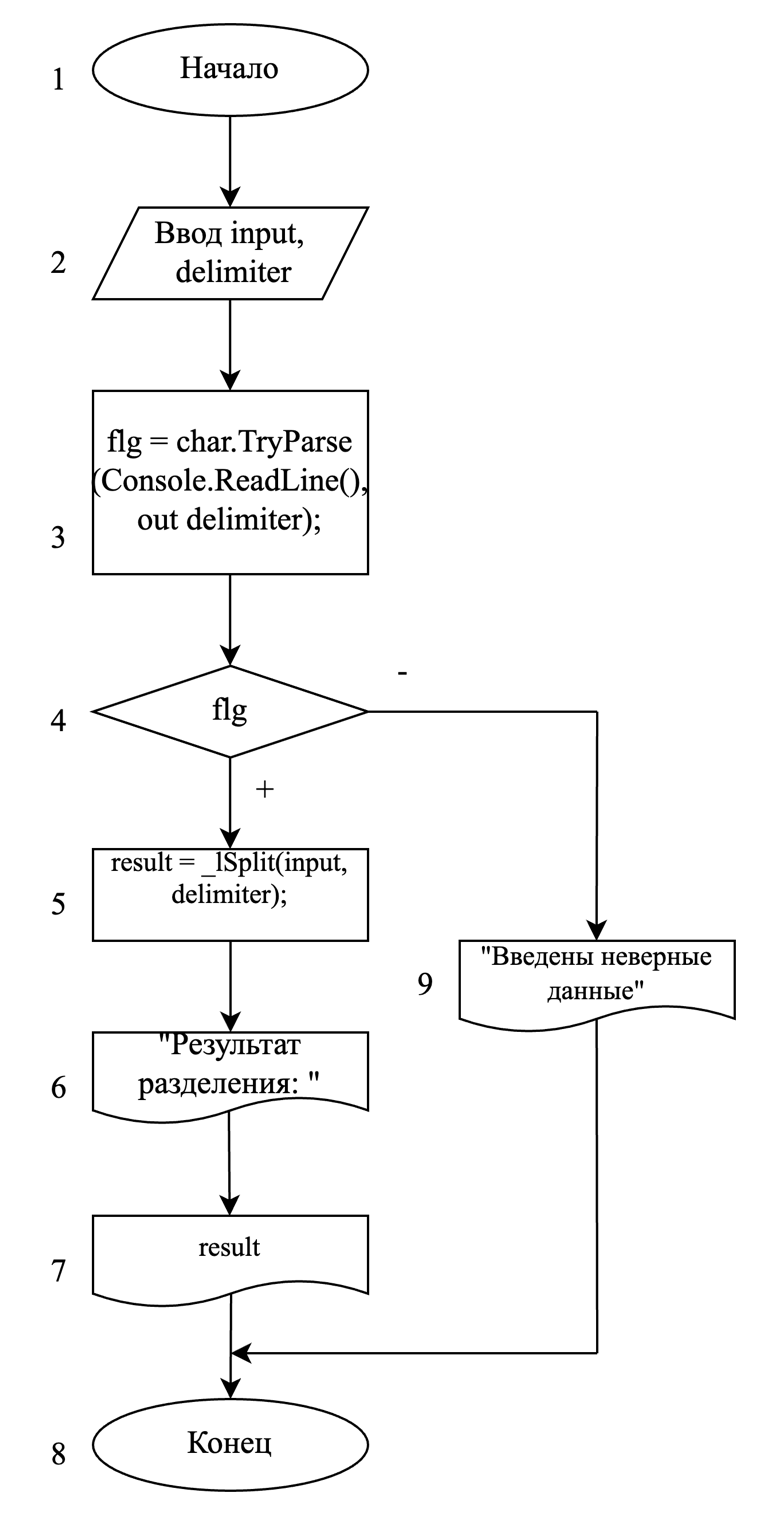 1
Начало
2
Ввод input,
delimiter
3
flg = char.TryParse
(Console.ReadLine(),
out delimiter);
4
flg
-
+
5
result = _lSplit(input,
delimiter);
9
"Введены неверные
данные"
6
"Результат
разделения: "
7
result
8
Конец